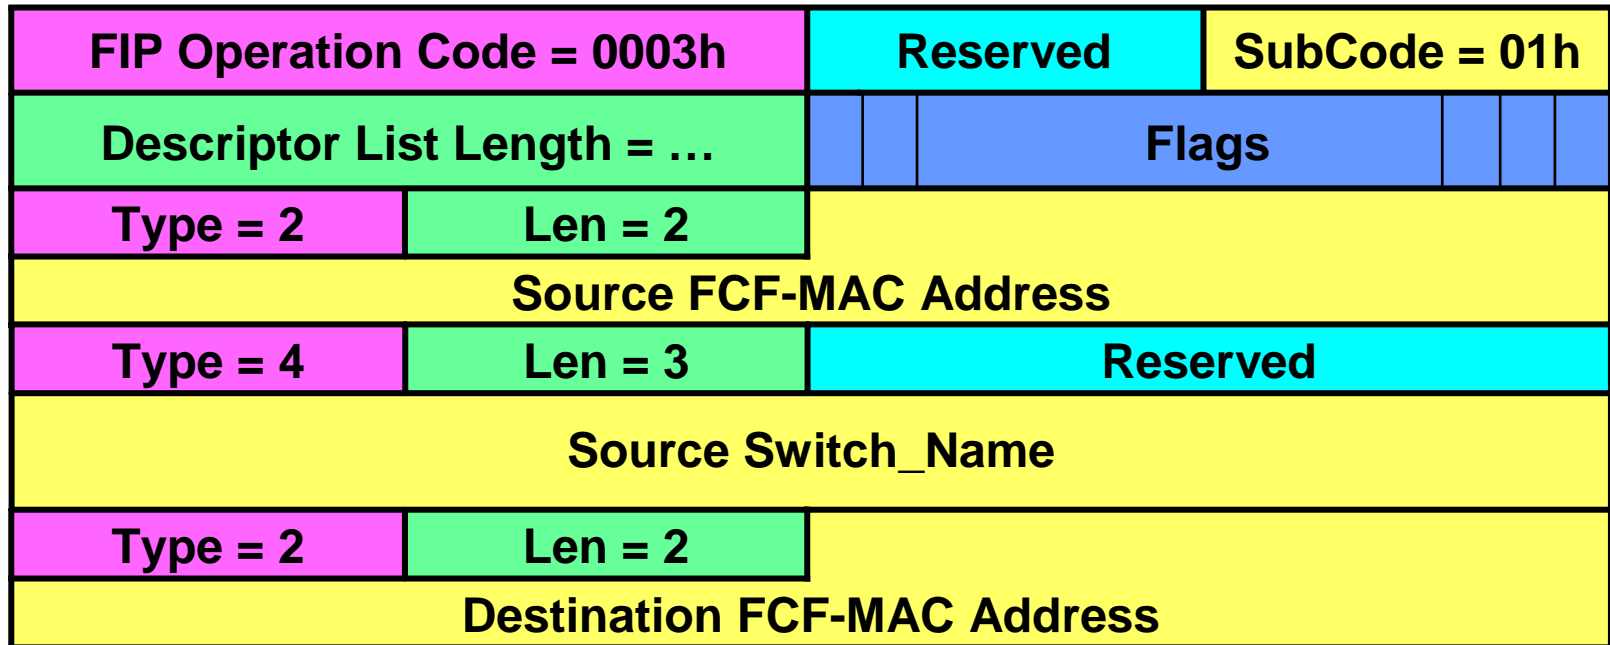 FIP Operation Code = 0003h Reserved SubCode = 01h
Descriptor List Length = … Flags
Type = 2 Len = 2
Source FCF-MAC Address
Type = 4 Len = 3 Reserved
Source Switch_Name
Type = 2 Len = 2
Destination FCF-MAC Address